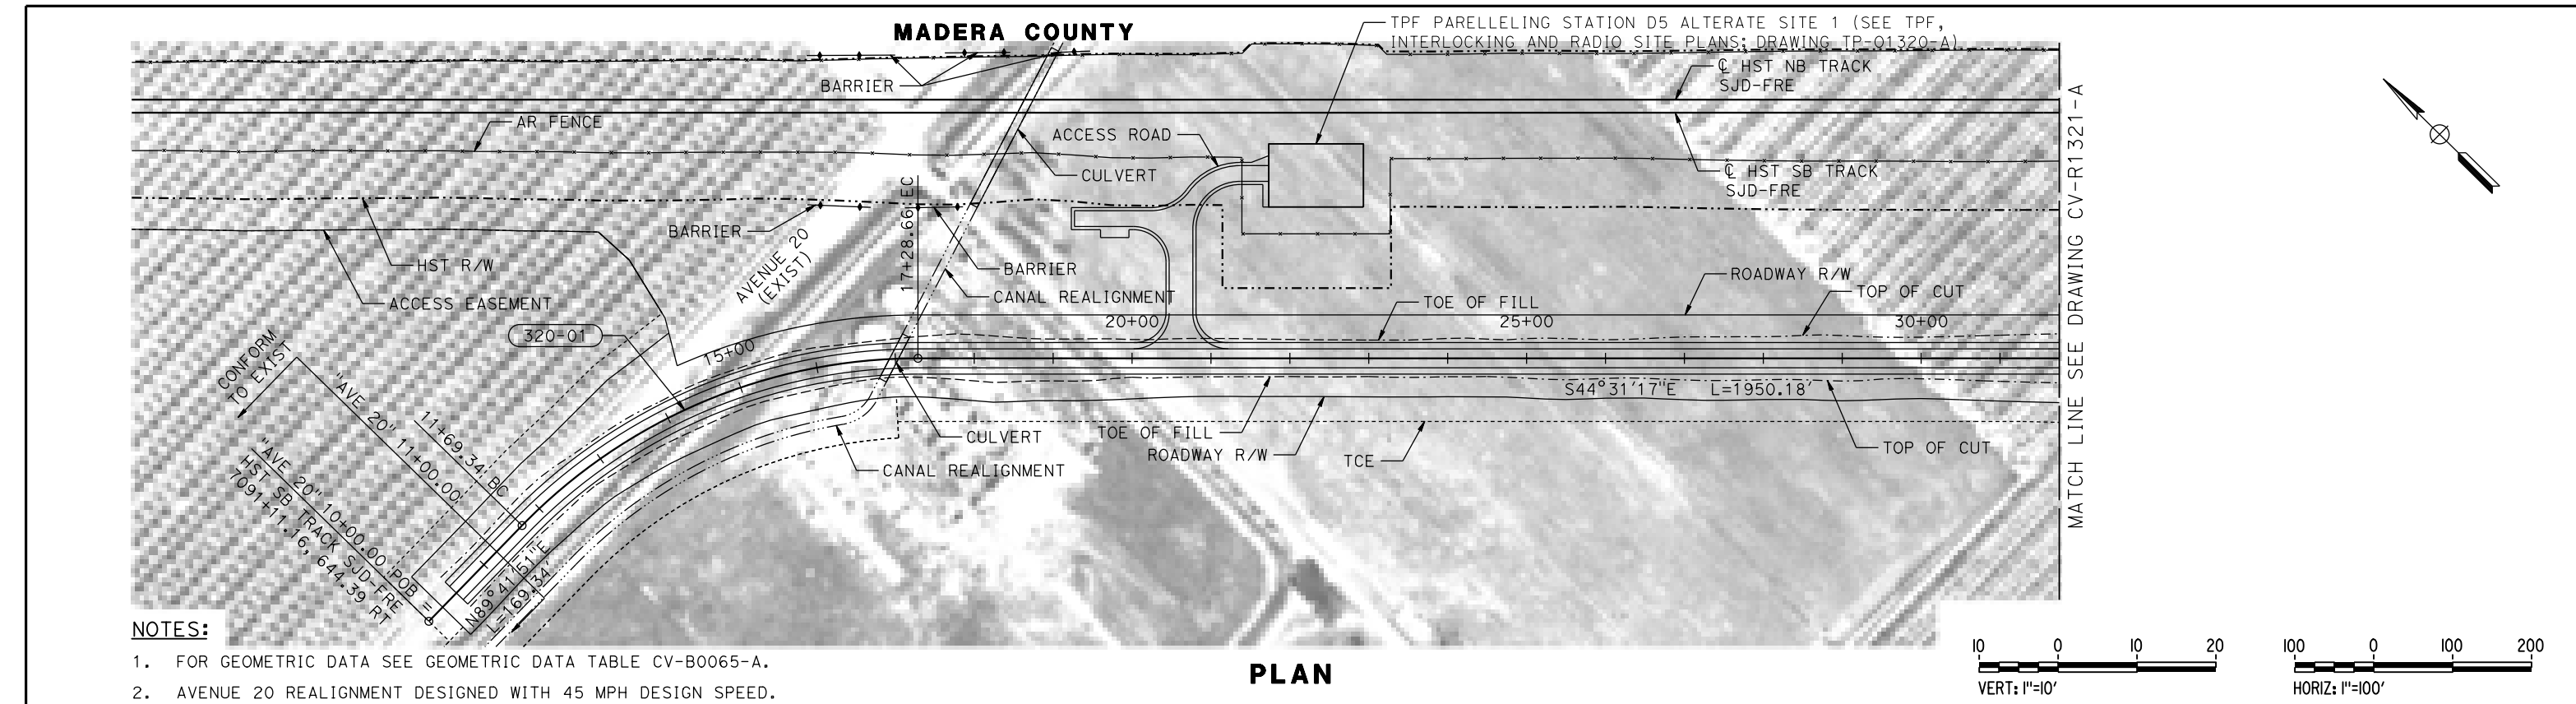 MADERA COUNTY
TPF PARELLELING STATION D5 ALTERATE SITE 1 (SEE TPF,
INTERLOCKING AND RADIO SITE PLANS; DRAWING TP-O1320-A)
BARRIER
℄ HST NB TRACK
SJD-FRE
AR FENCE
ACCESS ROAD
CULVERT
℄ HST SB TRACK
SJD-FRE
MATCH LINE SEE DRAWING CV-R1321-A
17+28.66 EC
BARRIER
AVENUE 20
(EXIST)
HST R/W
BARRIER
ACCESS EASEMENT
CANAL REALIGNMENT
ROADWAY R/W
TOE OF FILL
TOP OF CUT
320-01
15+00
20+00
25+00
30+00
CONFORM
TO EXIST
S44°31'17"E L=1950.18'
"AVE 20" 11+00.00
11+69.34 BC
CULVERT
TOE OF FILL
ROADWAY R/W
TCE
TOP OF CUT
CANAL REALIGNMENT
"AVE 20" 10+00.00 POB =
HST SB TRACK SJD-FRE
7091+11.16, 644.39 RT
N89°41'51"E
L=169.34'
NOTES:
1. FOR GEOMETRIC DATA SEE GEOMETRIC DATA TABLE CV-B0065-A.
2. AVENUE 20 REALIGNMENT DESIGNED WITH 45 MPH DESIGN SPEED.
PLAN
10 0 10 20
VERT: 1"=10'
100 0 100 200
HORIZ: 1"=100'